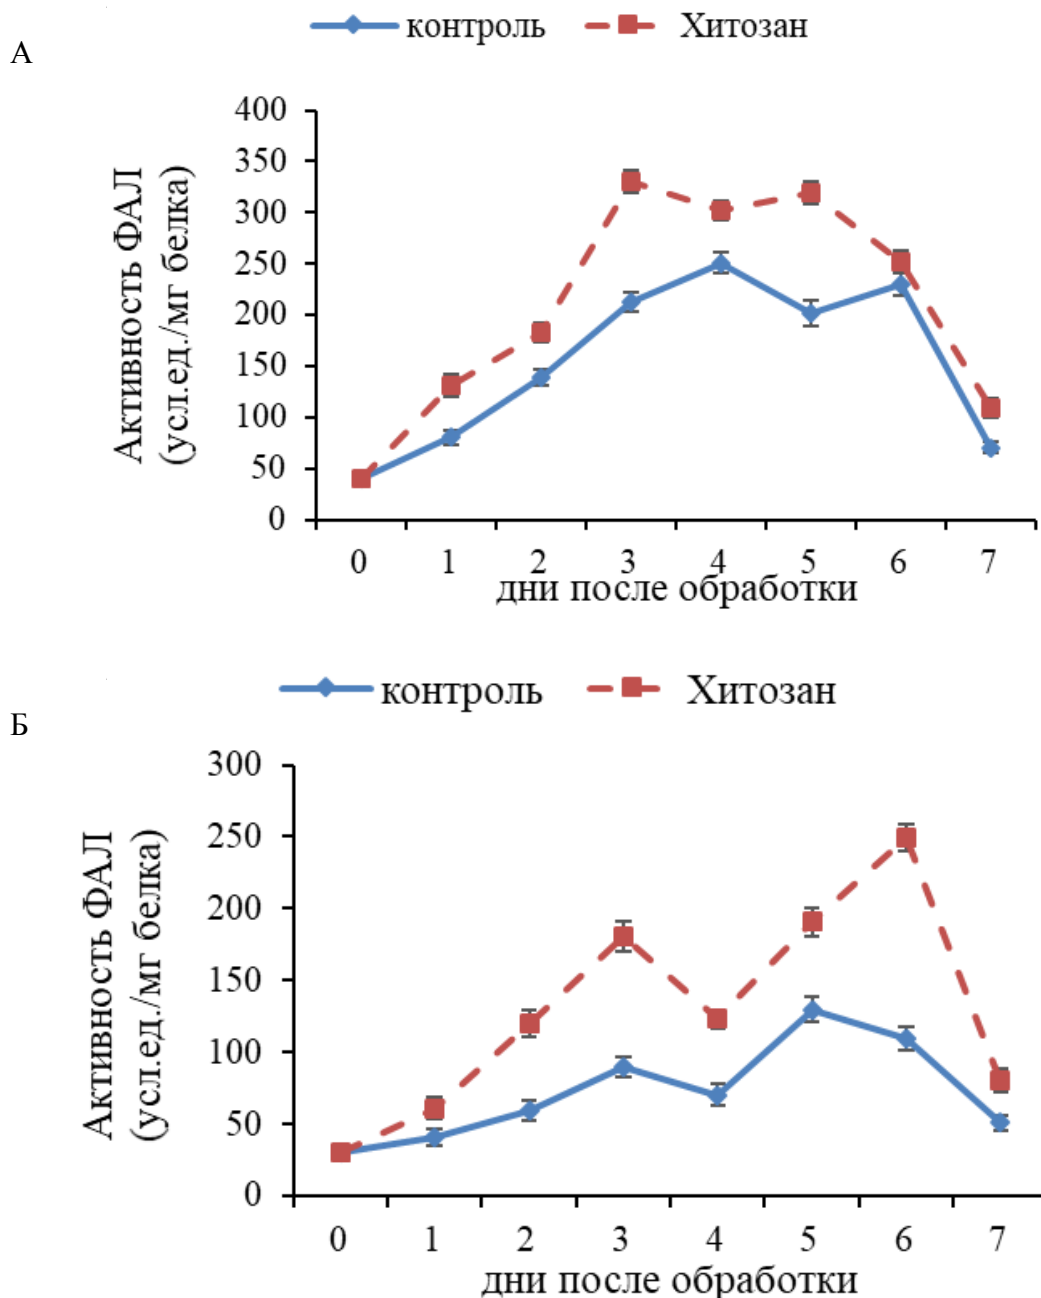 контроль Хитозан
А
400
350
300
250
200
150
100
50
0
Активность ФАЛ
(усл.ед./мг белка)
0 1 2 3 4 5 6 7
дни после обработки
контроль Хитозан
Б
300
250
200
150
100
50
0
Активность ФАЛ
(усл.ед./мг белка)
0 1 2 3 4 5 6 7
дни после обработки